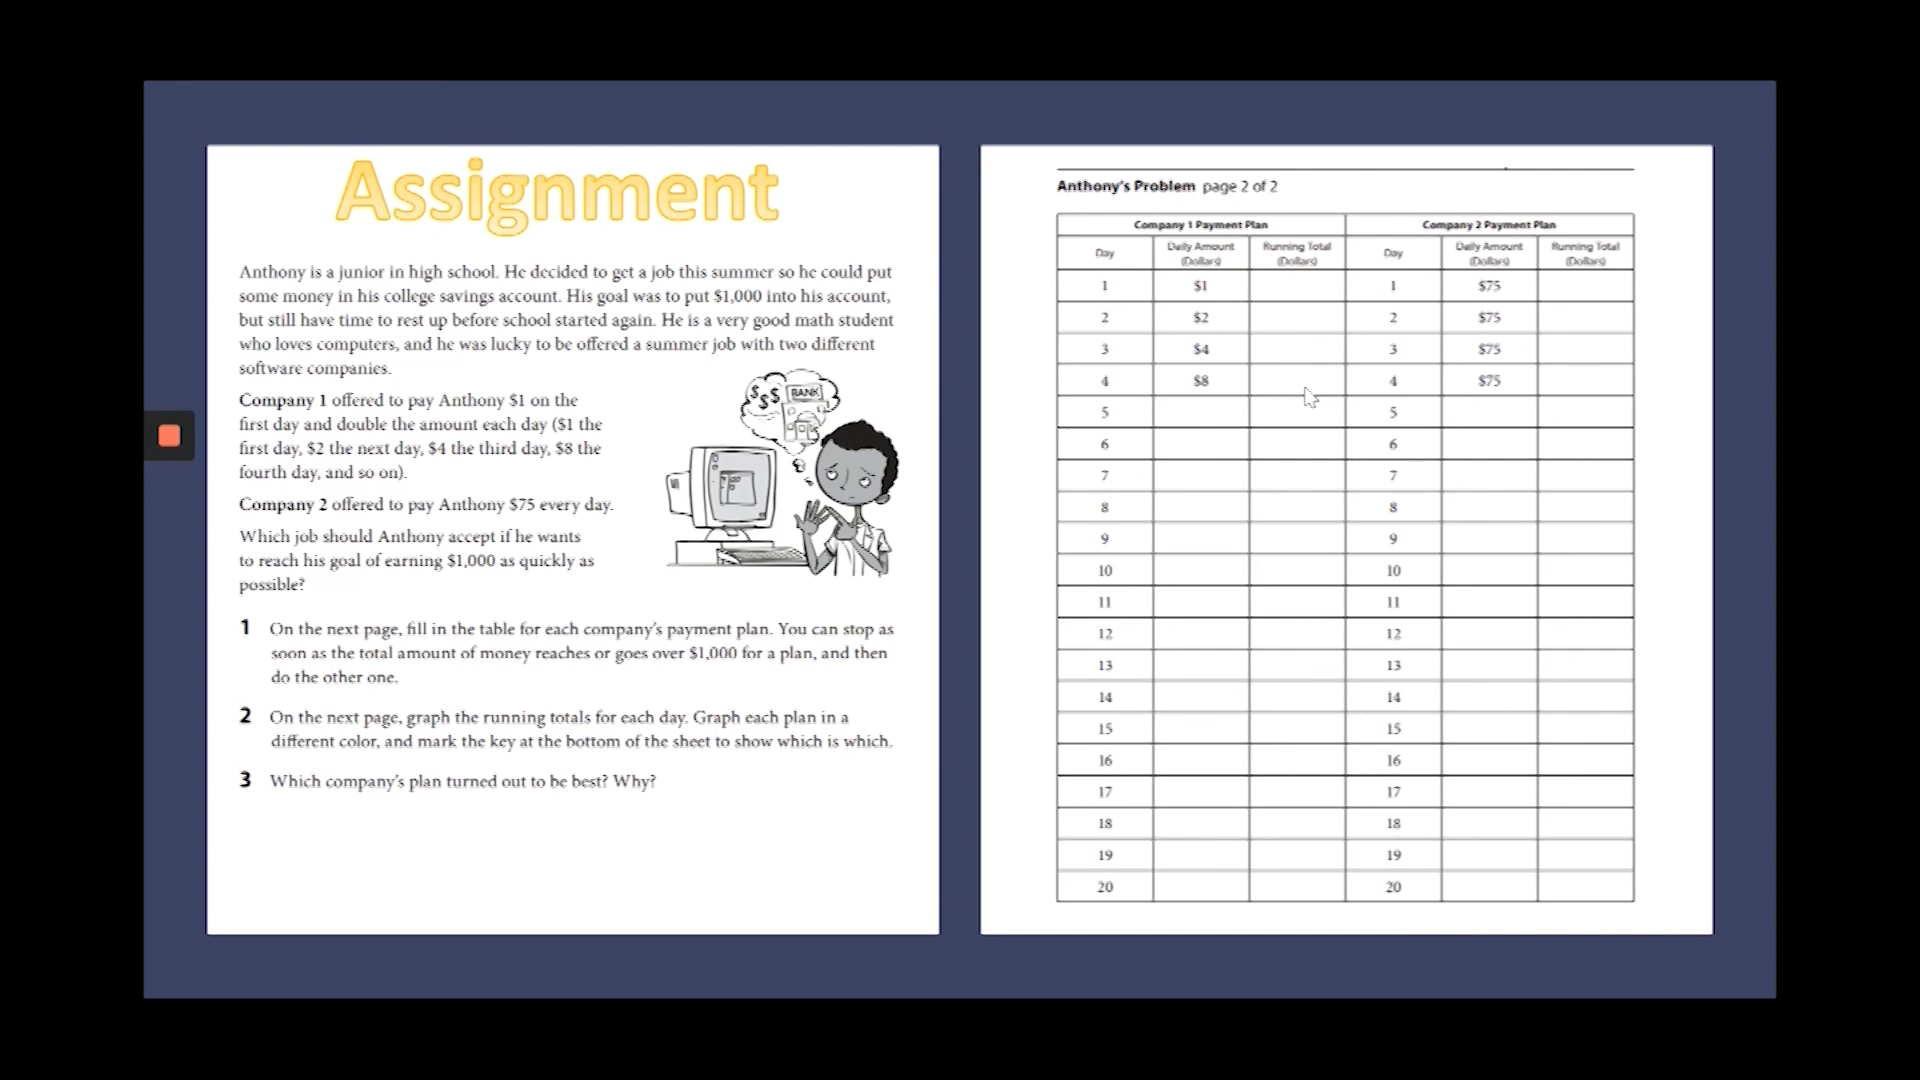 Assignment
Anthony is a junior in high school. He decided to get a job this summer so he could put
some money in his college savings account. His goal was to put $1,000 into his account,
but still have time to rest up before school started again. He is a very good math student
who loves computers, and he was lucky to be offered a summer job with two different
software companies.
Company 1 offered to pay Anthony $1 on the
first day and double the amount each day ($1 the
first day, $2 the next day, $4 the third day, $8 the
fourth day, and so on).
Company 2 offered to pay Anthony $75 every day.
Which job should Anthony accept if he wants
to reach his goal of earning $1,000 as quickly as
possible?
$$$ BANK
1 On the next page, fill in the table for each company's payment plan. You can stop as
soon as the total amount of money reaches or goes over $1,000 for a plan, and then
do the other one.
2 On the next page, graph the running totals for each day. Graph each plan in a
different color, and mark the key at the bottom of the sheet to show which is which.
3 Which company's plan turned out to be best? Why?
Anthony's Problem page 2 of 2
Company 1 Payment Plan Company 2 Payment Plan
Day Daily Amount (Dollars) Running Total (Dollars) Day Daily Amount (Dollars) Running Total (Dollars)
1 $1 1 $75
2 $2 2 $75
3 $4 3 $75
4 $8 4 $75
5 5
6 6
7 7
8 8
9 9
10 10
11 11
12 12
13 13
14 14
15 15
16 16
17 17
18 18
19 19
20 20